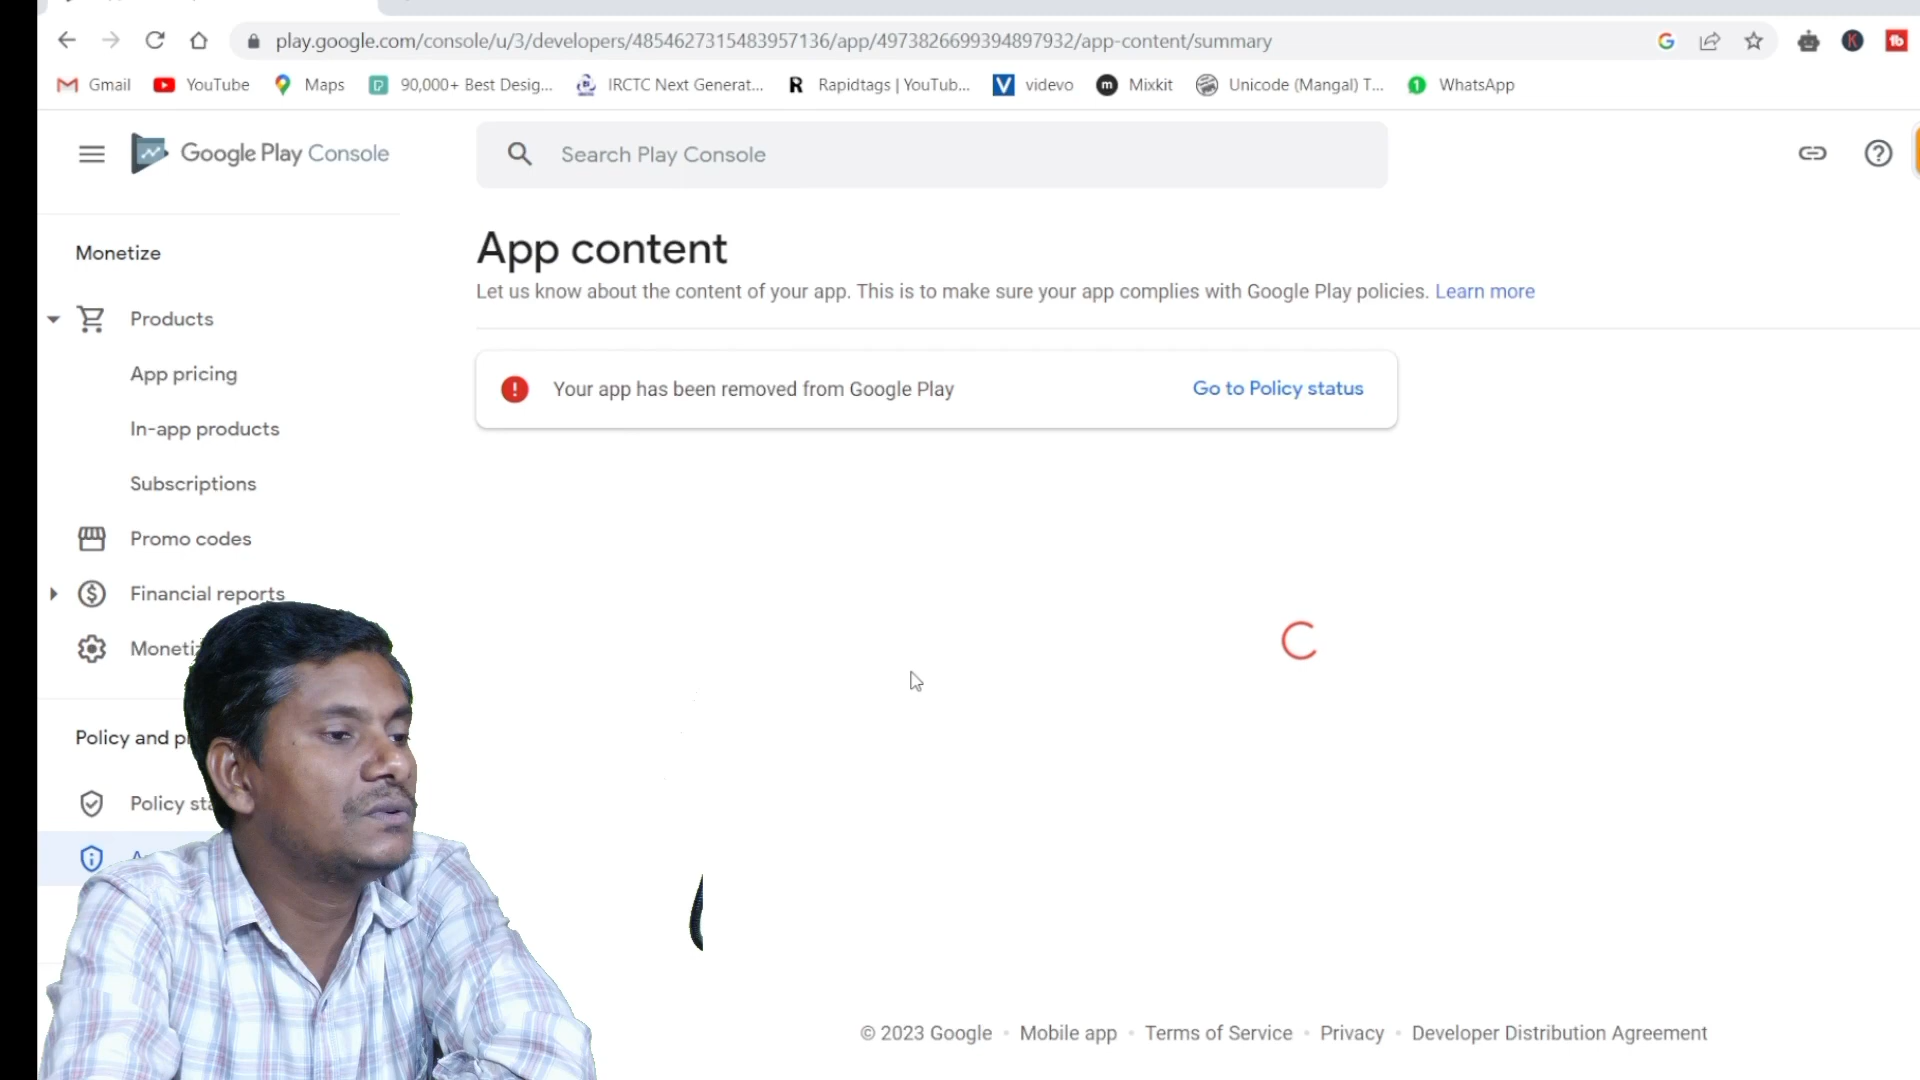 play.google.com/console/u/3/developers/4854627315483957136/app/4973826699394897932/app-content/summary
Gmail YouTube Maps 90,000+ Best Desig... IRCTC Next Generat... Rapidtags | YouTub... videvo Mixkit Unicode (Mangal) T... WhatsApp
Google Play Console
Search Play Console
Monetize
Products
App pricing
In-app products
Subscriptions
Promo codes
Financial reports
Moneti
Policy and p
Policy sta
App content
Let us know about the content of your app. This is to make sure your app complies with Google Play policies. Learn more
Your app has been removed from Google Play Go to Policy status
© 2023 Google • Mobile app • Terms of Service • Privacy • Developer Distribution Agreement